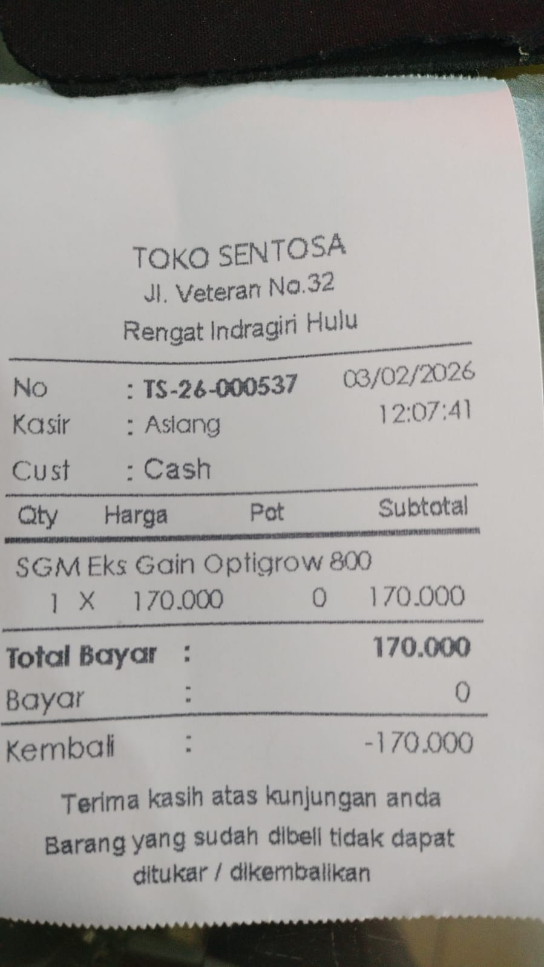 TOKO SENTOSA
Jl. Veteran No.32
Rengat Indragiri Hulu
No : TS-26-000537 03/02/2026
Kasir : Aslang 12:07:41
Cust : Cash
Qty Harga Pot Subtotal
SGM Eks Gain Optigrow 800
1 X 170.000 0 170.000
Total Bayar : 170.000
Bayar : 0
Kembali : -170.000
Terima kasih atas kunjungan anda
Barang yang sudah dibeli tidak dapat
ditukar / dikembalikan